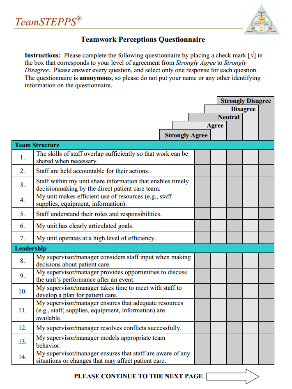 TeamSTEPPS®
Teamwork Perceptions Questionnaire
Instructions: Please complete the following questionnaire by placing a check mark [√] in
the box that corresponds to your level of agreement from Strongly Agree to Strongly
Disagree. Please answer every question, and select only one response for each question.
The questionnaire is anonymous, so please do not put your name or any other identifying
information on the questionnaire.
Strongly Disagree
Disagree
Neutral
Agree
Strongly Agree
Team Structure
1. The skills of staff overlap sufficiently so that work can be
shared when necessary.
2. Staff are held accountable for their actions.
3. Staff within my unit share information that enables timely
decisionmaking by the direct patient care team.
4. My unit makes efficient use of resources (e.g., staff
supplies, equipment, information).
5. Staff understand their roles and responsibilities.
6. My unit has clearly articulated goals.
7. My unit operates at a high level of efficiency.
Leadership
8. My supervisor/manager considers staff input when making
decisions about patient care.
9. My supervisor/manager provides opportunities to discuss
the unit's performance after an event.
10. My supervisor/manager takes time to meet with staff to
develop a plan for patient care.
11. My supervisor/manager ensures that adequate resources
(e.g., staff, supplies, equipment, information) are
available.
12. My supervisor/manager resolves conflicts successfully.
13. My supervisor/manager models appropriate team
behavior.
14. My supervisor/manager ensures that staff are aware of any
situations or changes that may affect patient care.
PLEASE CONTINUE TO THE NEXT PAGE